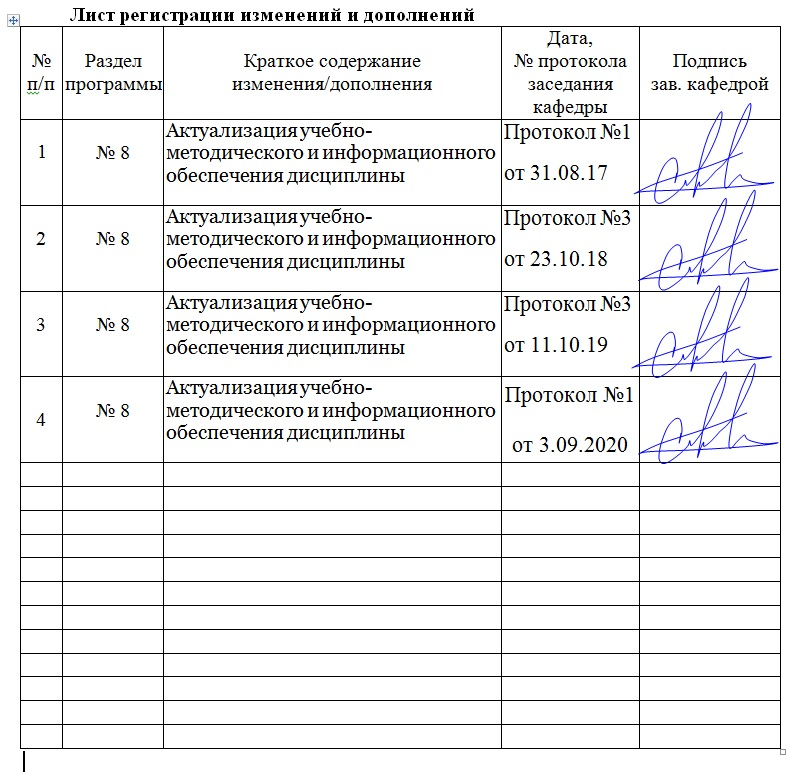 Лист регистрации изменений и дополнений
№
п/п
Раздел
программы
Краткое содержание
изменения/дополнения
Дата,
№ протокола
заседания
кафедры
Подпись
зав. кафедрой
1
№ 8
Актуализация учебно-
методического и информационного
обеспечения дисциплины
Протокол №1
от 31.08.17
2
№ 8
Актуализация учебно-
методического и информационного
обеспечения дисциплины
Протокол №3
от 23.10.18
3
№ 8
Актуализация учебно-
методического и информационного
обеспечения дисциплины
Протокол №3
от 11.10.19
4
№ 8
Актуализация учебно-
методического и информационного
обеспечения дисциплины
Протокол №1
от 3.09.2020